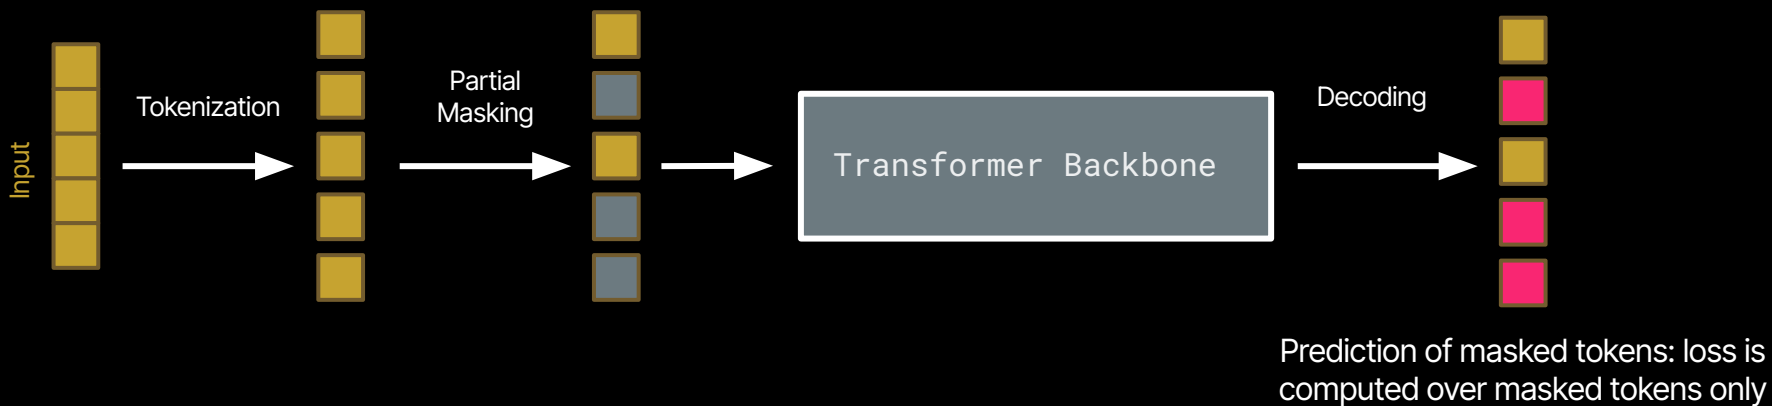 Input
Tokenization
Partial
Masking
Transformer Backbone
Decoding
Prediction of masked tokens: loss is
computed over masked tokens only